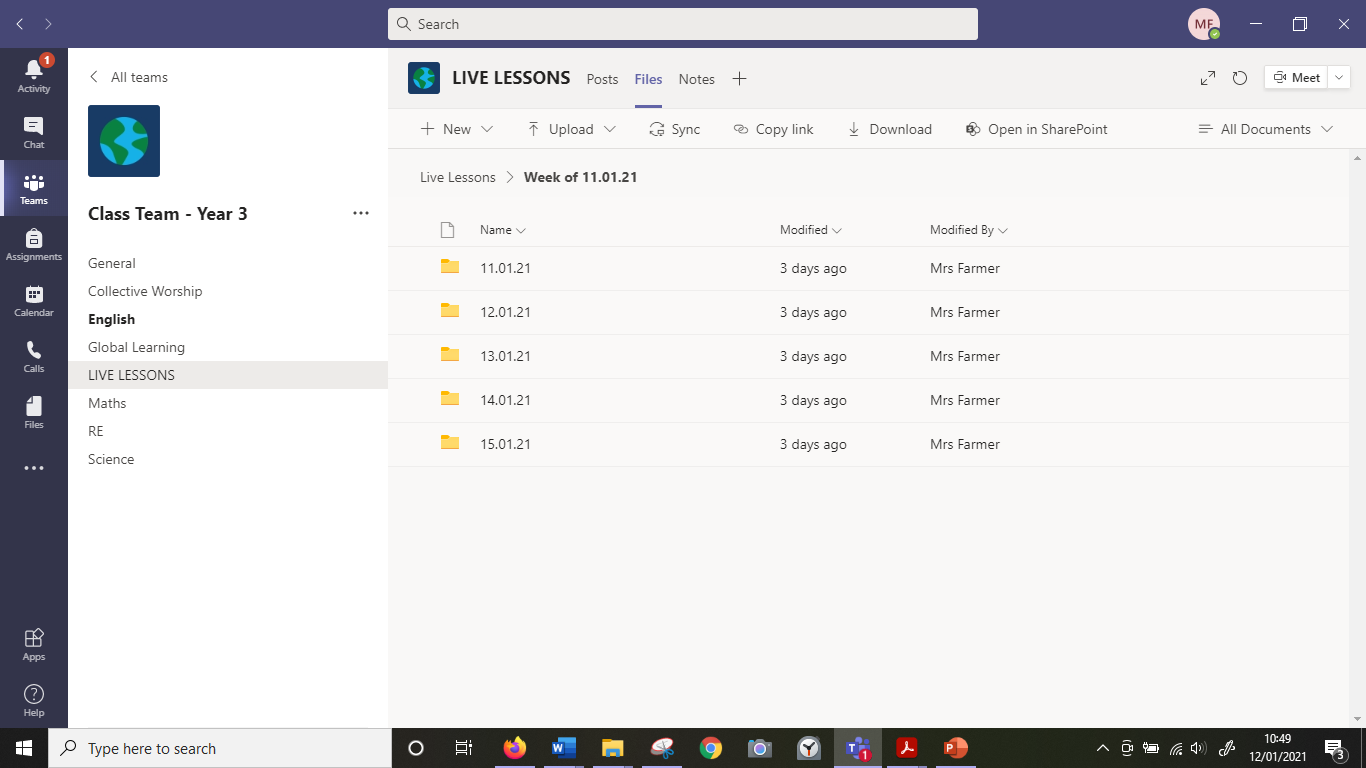 Search
MF
1
Activity
Chat
Teams
Assignments
Calendar
Calls
Files
Apps
Help
All teams
Class Team - Year 3
General
Collective Worship
English
Global Learning
LIVE LESSONS
Maths
RE
Science
LIVE LESSONS Posts Files Notes Meet
New Upload Sync Copy link Download Open in SharePoint All Documents
Live Lessons > Week of 11.01.21
Name Modified Modified By
11.01.21 3 days ago Mrs Farmer
12.01.21 3 days ago Mrs Farmer
13.01.21 3 days ago Mrs Farmer
14.01.21 3 days ago Mrs Farmer
15.01.21 3 days ago Mrs Farmer
Type here to search
1
10:49
12/01/2021
3